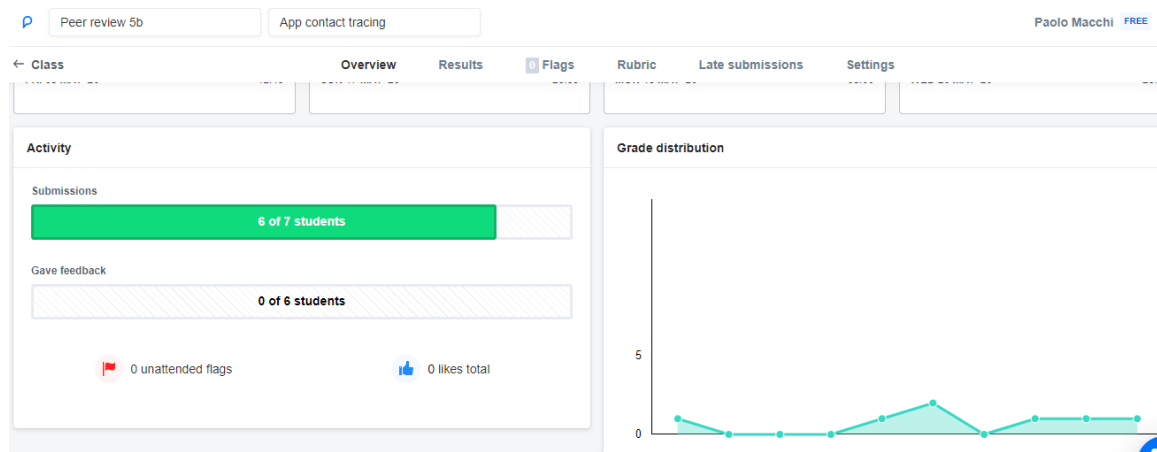 Peer review 5b App contact tracing Paolo Macchi FREE
← Class Overview Results 0 Flags Rubric Late submissions Settings
Activity
Grade distribution
Submissions
6 of 7 students
Gave feedback
0 of 6 students
0 unattended flags 0 likes total
5
0